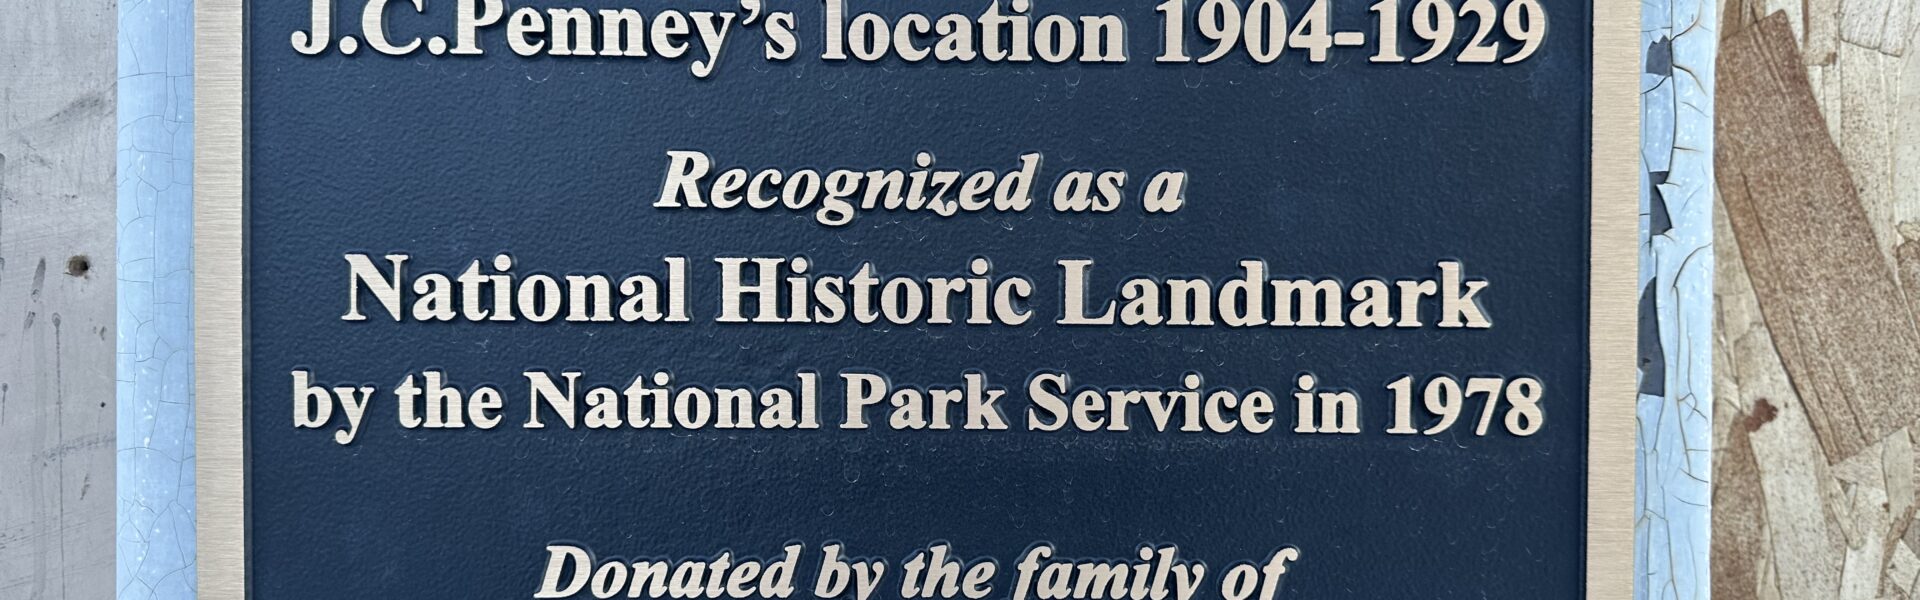 J.C.Penney's location 1904-1929
Recognized as a
National Historic Landmark
by the National Park Service in 1978
Donated by the family of